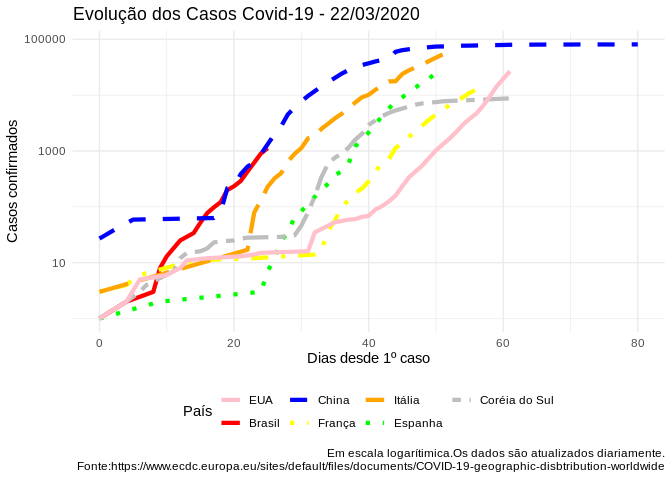 Evolução dos Casos Covid-19 - 22/03/2020
Casos confirmados
100000
1000
10
0 20 40 60 80
Dias desde 1º caso
País
EUA China Itália Coréia do Sul
Brasil França Espanha
Em escala logarítimica.Os dados são atualizados diariamente.
Fonte:https://www.ecdc.europa.eu/sites/default/files/documents/COVID-19-geographic-disbtribution-worldwide